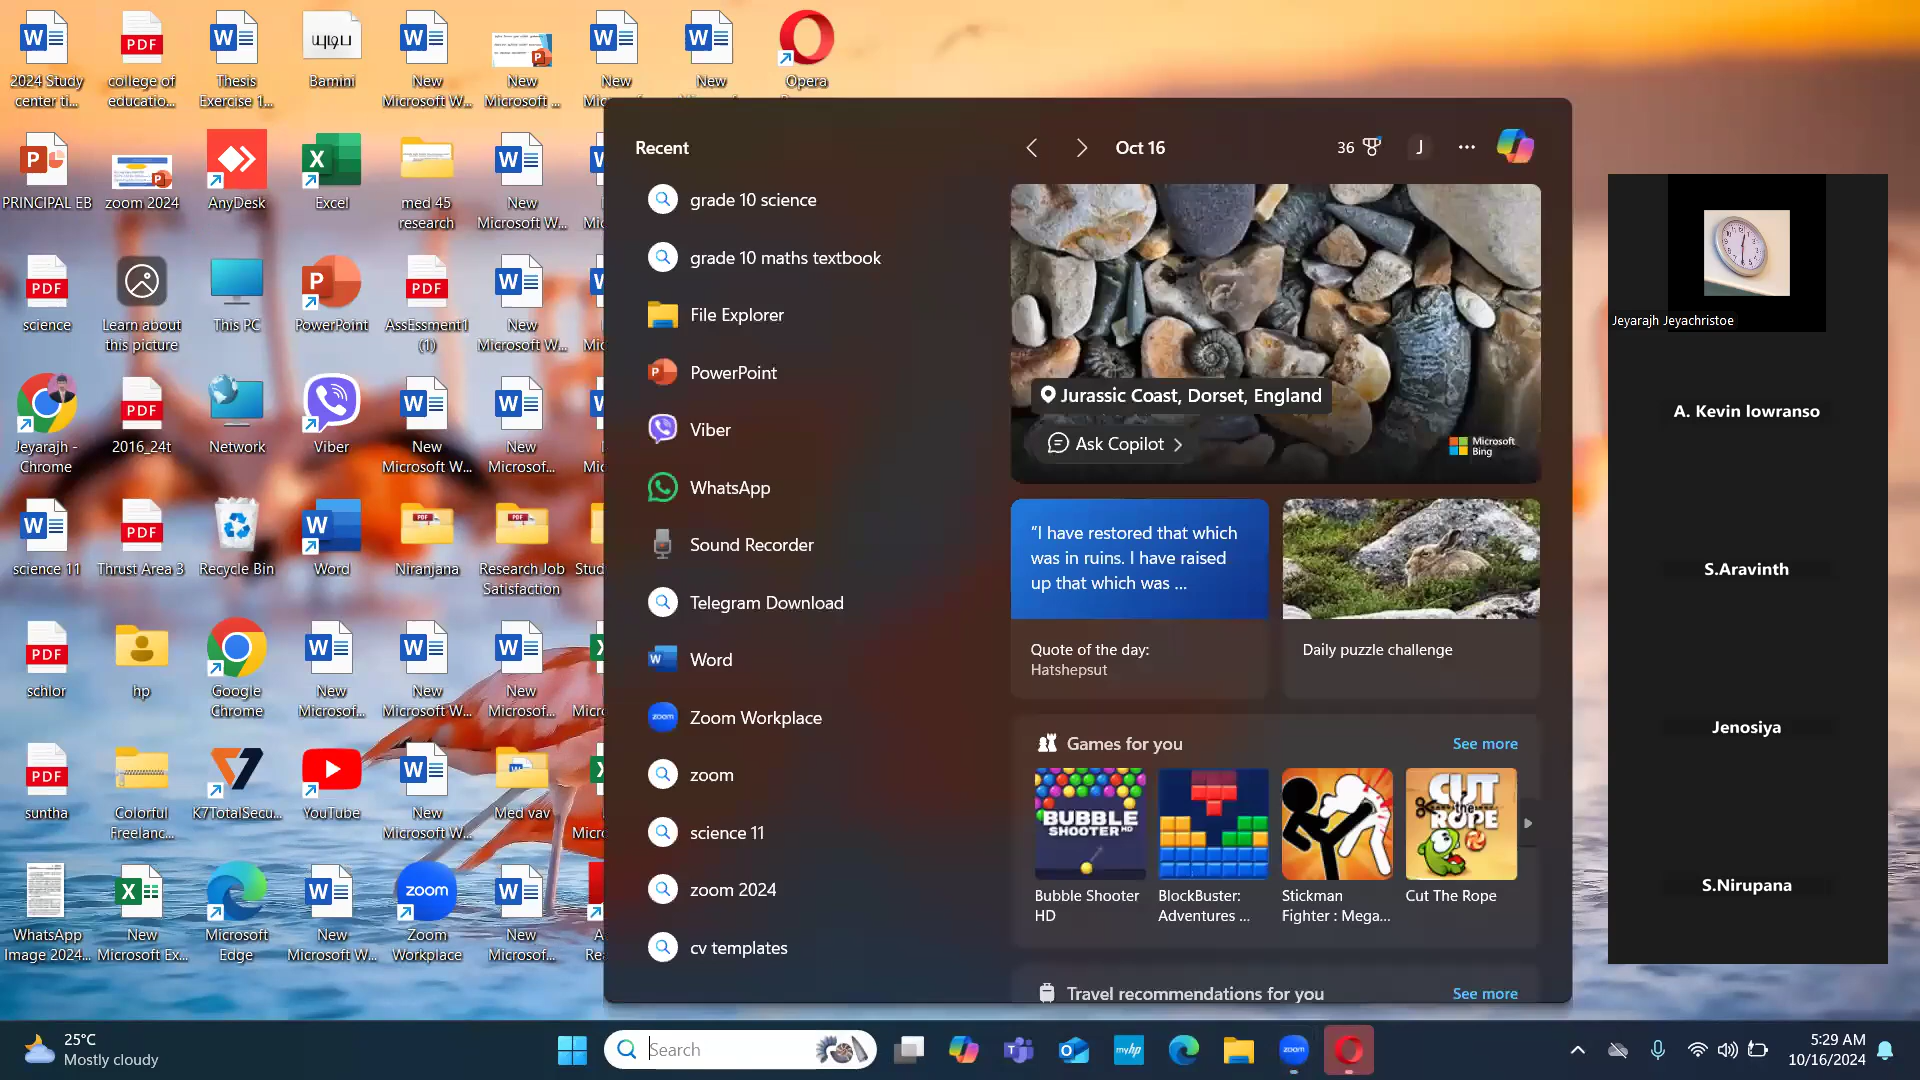 2024 Study
center ti...
college of
educatio...
Thesis
Exercise 1...
Bamini
New
Microsoft W...
New
Microsoft ...
New
New
Opera
PRINCIPAL EB
zoom 2024
AnyDesk
Excel
med 45
research
New
Microsoft W...
science
Learn about
this picture
This PC
PowerPoint
AssEssment1
(1)
New
Microsoft W...
Jeyarajh -
Chrome
2016_24t
Network
Viber
New
Microsoft W...
New
Microsof...
science 11
Thrust Area 3
Recycle Bin
Word
Niranjana
Research Job
Satisfaction
Stud
schlor
hp
Google
Chrome
New
Microsof...
New
Microsoft W...
New
Microsof...
suntha
Colorful
Freelanc...
K7TotalSecu...
YouTube
New
Microsoft W...
Med vav
WhatsApp
Image 2024...
New
Microsoft Ex...
Microsoft
Edge
New
Microsoft W...
Zoom
Workplace
New
Microsof...
Recent
grade 10 science
grade 10 maths textbook
File Explorer
PowerPoint
Viber
WhatsApp
Sound Recorder
Telegram Download
Word
Zoom Workplace
zoom
science 11
zoom 2024
cv templates
Oct 16
36
J
Jurassic Coast, Dorset, England
Ask Copilot
Microsoft
Bing
“I have restored that which
was in ruins. I have raised
up that which was ...
Quote of the day:
Hatshepsut
Daily puzzle challenge
Games for you
See more
BUBBLE
SHOOTER HD
CUT
the
ROPE
Bubble Shooter
HD
BlockBuster:
Adventures ...
Stickman
Fighter : Mega...
Cut The Rope
Travel recommendations for you
See more
Jeyarajh Jeyachristoe
A. Kevin lowranso
S.Aravinth
Jenosiya
S.Nirupana
25°C
Mostly cloudy
Search
myhp
zoom
5:29 AM
10/16/2024